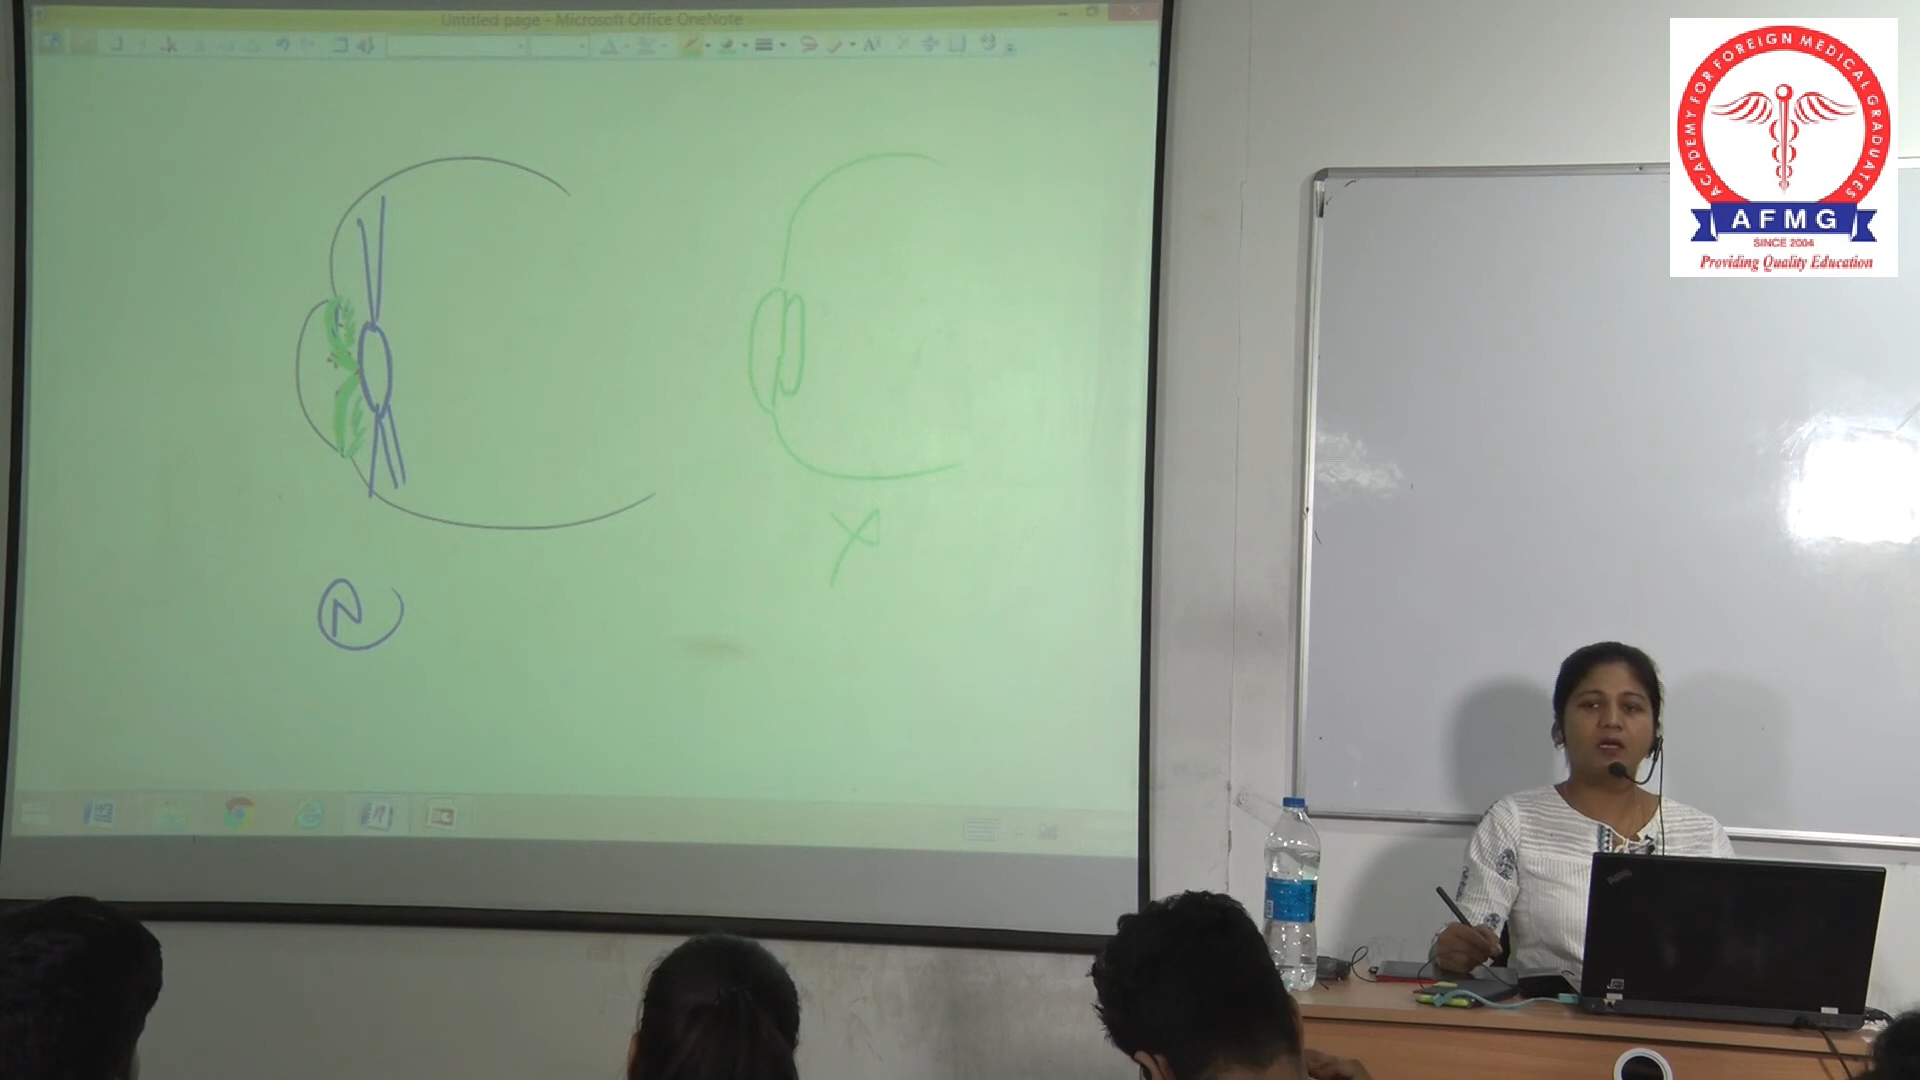 Untitled page - Microsoft Office OneNote
N
ACADEMY FOR FOREIGN MEDICAL GRADUATES
AFMG
SINCE 2004
Providing Quality Education